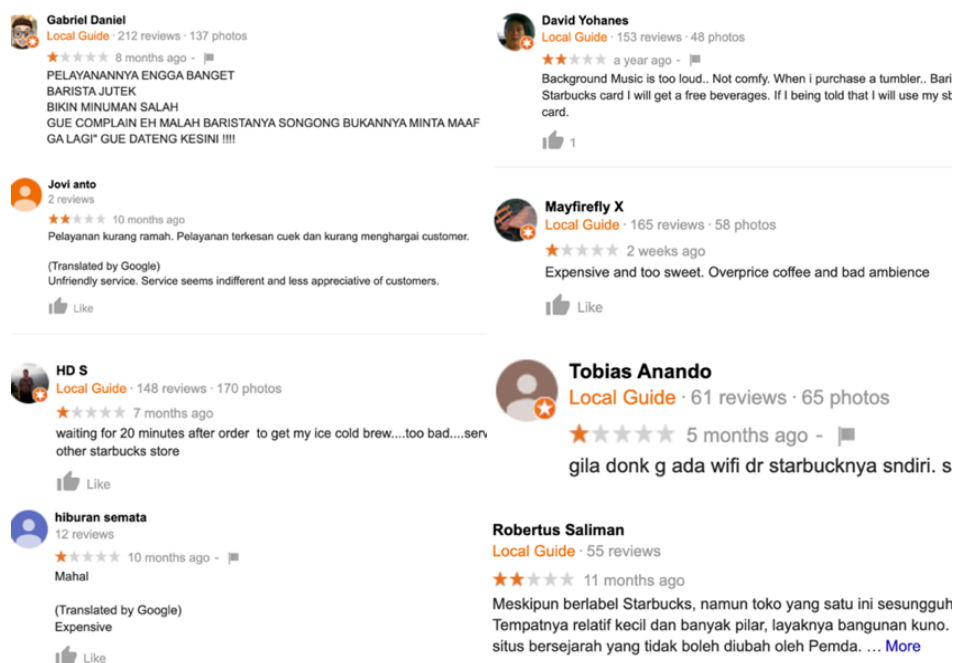 Gabriel Daniel
Local Guide · 212 reviews · 137 photos
8 months ago -
PELAYANANNYA ENGGA BANGET
BARISTA JUTEK
BIKIN MINUMAN SALAH
GUE COMPLAIN EH MALAH BARISTANYA SONGONG BUKANNYA MINTA MAAF
GA LAGI" GUE DATENG KESINI !!!!
Jovi anto
2 reviews
10 months ago
Pelayanan kurang ramah. Pelayanan terkesan cuek dan kurang menghargai customer.
(Translated by Google)
Unfriendly service. Service seems indifferent and less appreciative of customers.
Like
HD S
Local Guide · 148 reviews · 170 photos
7 months ago
waiting for 20 minutes after order to get my ice cold brew....too bad....serv
other starbucks store
Like
hiburan semata
12 reviews
10 months ago -
Mahal
(Translated by Google)
Expensive
Like
David Yohanes
Local Guide · 153 reviews · 48 photos
a year ago -
Background Music is too loud.. Not comfy. When i purchase a tumbler.. Bari
Starbucks card I will get a free beverages. If I being told that I will use my sb
card.
1
Mayfirefly X
Local Guide · 165 reviews · 58 photos
2 weeks ago
Expensive and too sweet. Overprice coffee and bad ambience
Like
Tobias Anando
Local Guide · 61 reviews · 65 photos
5 months ago -
gila donk g ada wifi dr starbucknya sndiri. s
Robertus Saliman
Local Guide · 55 reviews
11 months ago
Meskipun berlabel Starbucks, namun toko yang satu ini sesungguh
Tempatnya relatif kecil dan banyak pilar, layaknya bangunan kuno.
situs bersejarah yang tidak boleh diubah oleh Pemda. … More